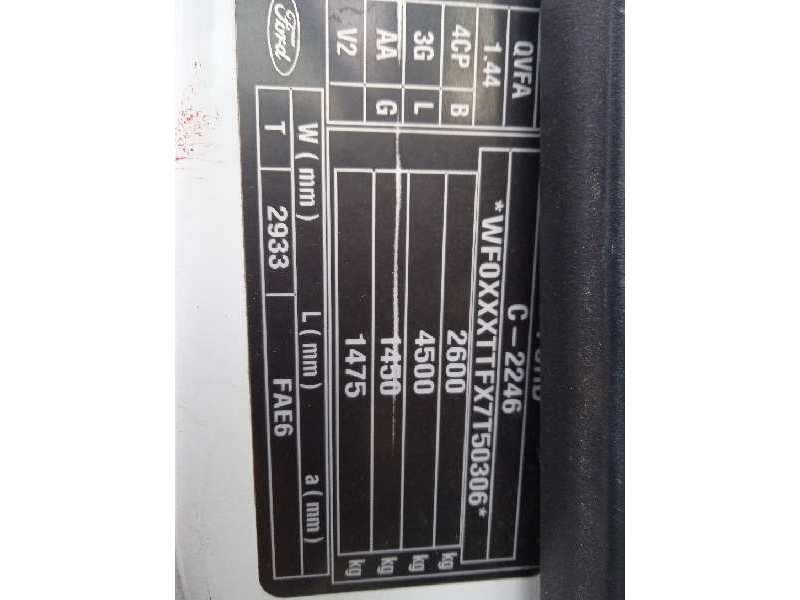 QVFA C-2246
1.44 *WF0XXXTTFX7T50306*
4CP B 2600 kg
3G L 4500 kg
AA G 1450 kg
V2 1475 kg
Ford W(mm) L(mm) a(mm)
T 2933 FAE6